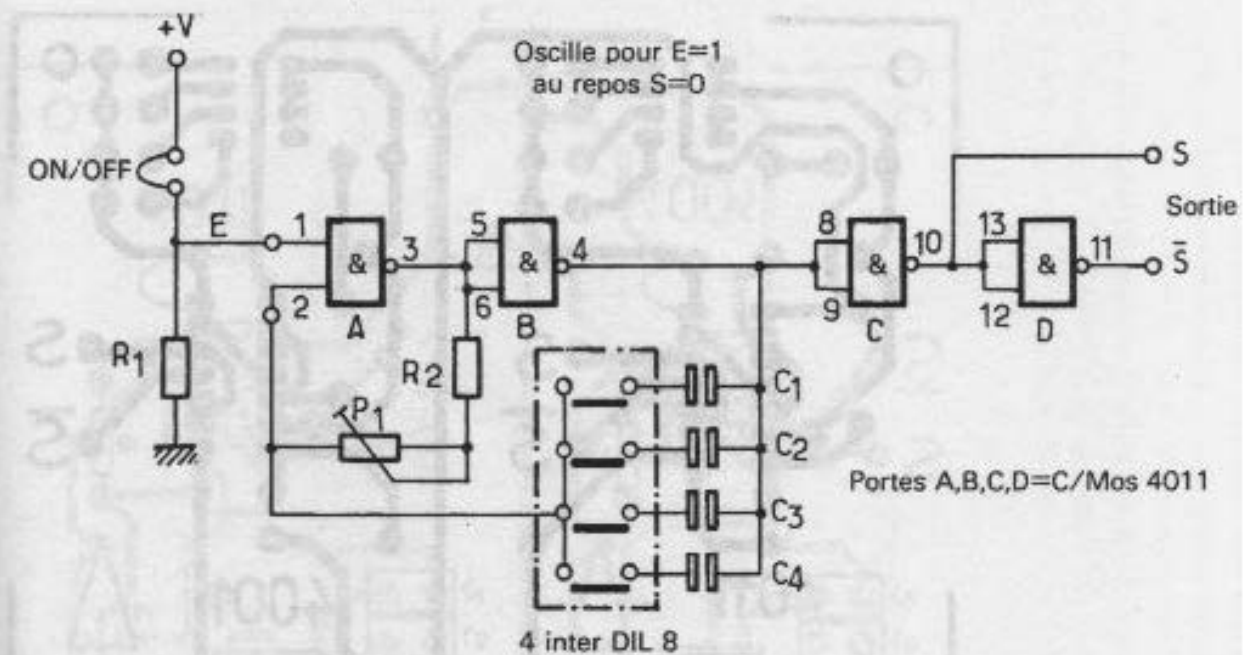 +V
Oscille pour E=1
au repos S=0
ON/OFF
E
1
2
&
3
A
5
6
&
4
B
8
9
&
10
C
13
12
&
11
D
S
Sortie
S̄
R1
R2
P1
C1
C2
C3
C4
Portes A,B,C,D=C/Mos 4011
4 inter DIL 8
4001